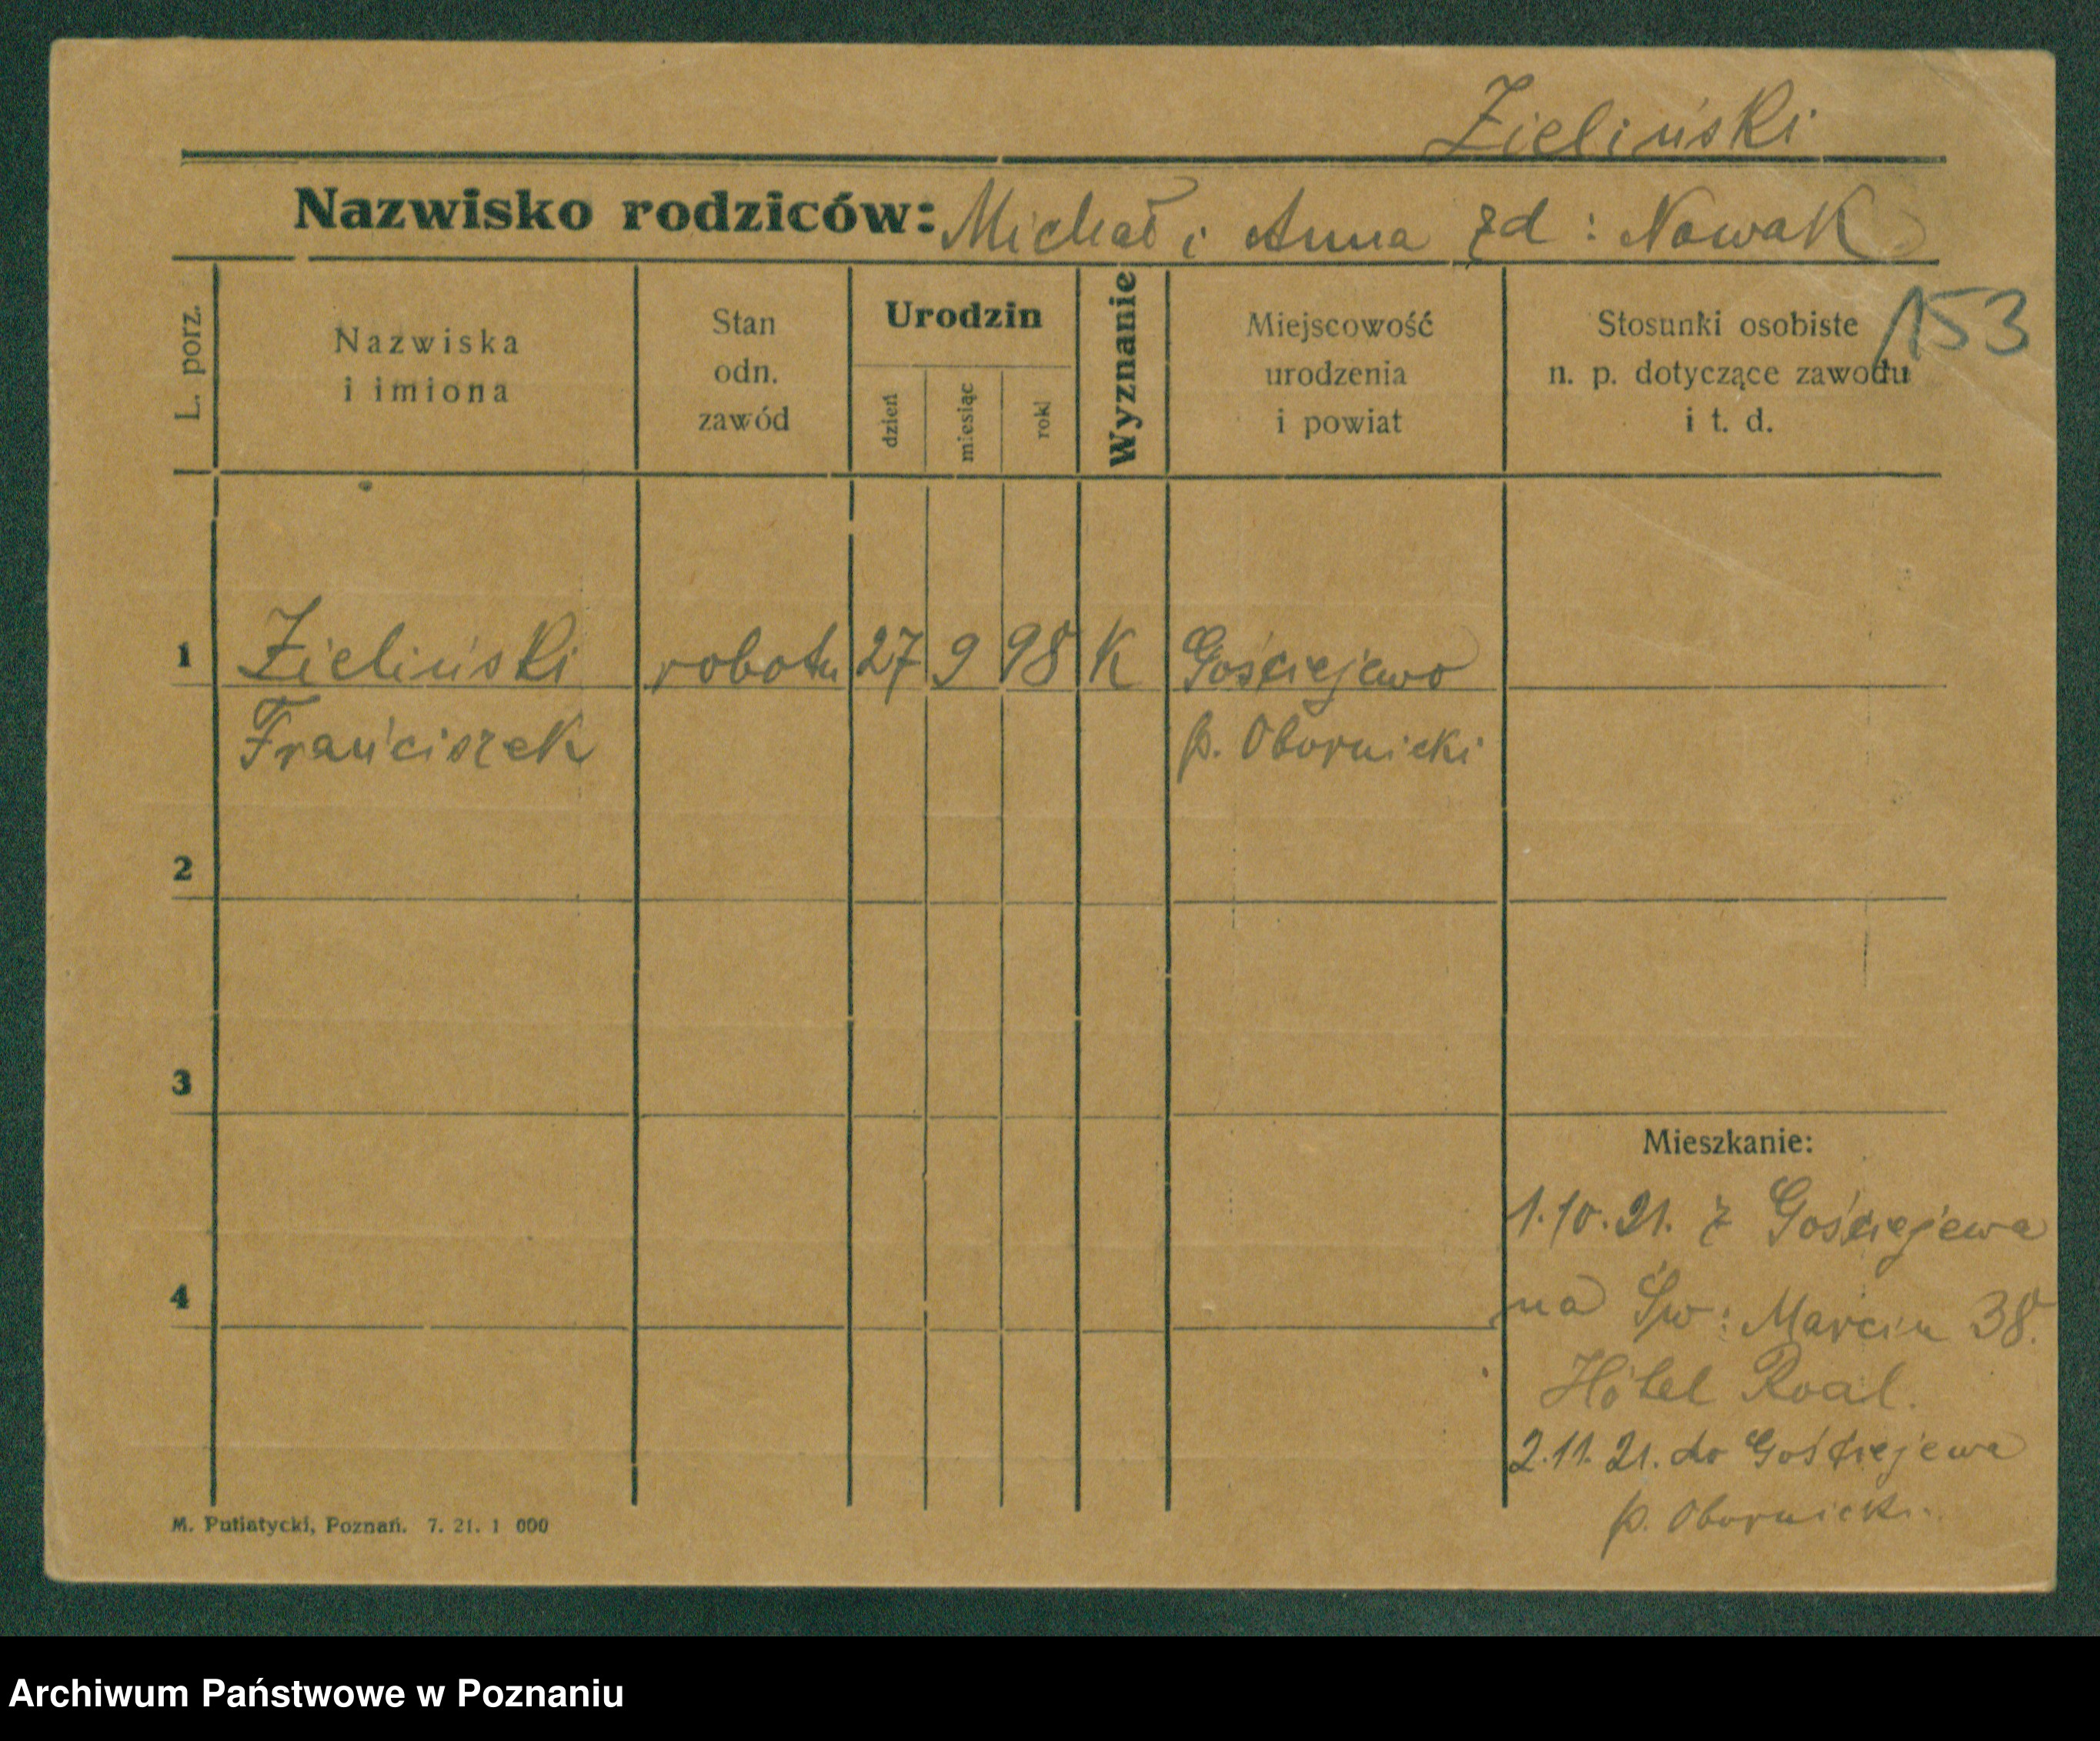 Zieliński
Nazwisko rodziców: Michał i Anna zd: Nowak
153
L. porz.
Nazwiska
i imiona
Stan
odn.
zawód
Urodzin
dzień
miesiąc
rok
Wyznanie
Miejscowość
urodzenia
i powiat
Stosunki osobiste
n. p. dotyczące zawodu
i t. d.
1 Zieliński robotn 27 9 98 K Gościejewo
Franciszek p. Obornicki
2
3
Mieszkanie:
1.10.21. z Gościejewa
4
na Św: Marcin 38.
Hotel Roal.
2.11.21. do Gościejewa
p. Obornicki.
M. Putiatycki, Poznań. 7. 21. 1 000
Archiwum Państwowe w Poznaniu